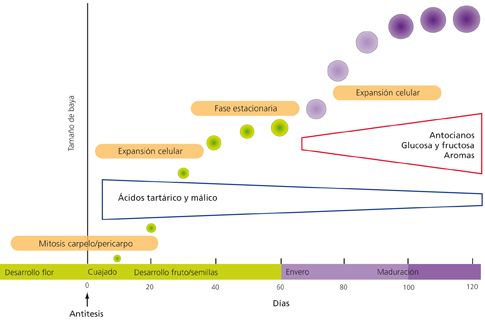 Tamaño de baya
Expansión celular
Fase estacionaria
Expansión celular
Antocianos
Glucosa y fructosa
Aromas
Ácidos tartárico y málico
Mitosis carpelo/pericarpo
Desarrollo flor
Cuajado
Desarrollo fruto/semillas
Envero
Maduración
0
20
40
60
80
100
120
Días
Antitesis